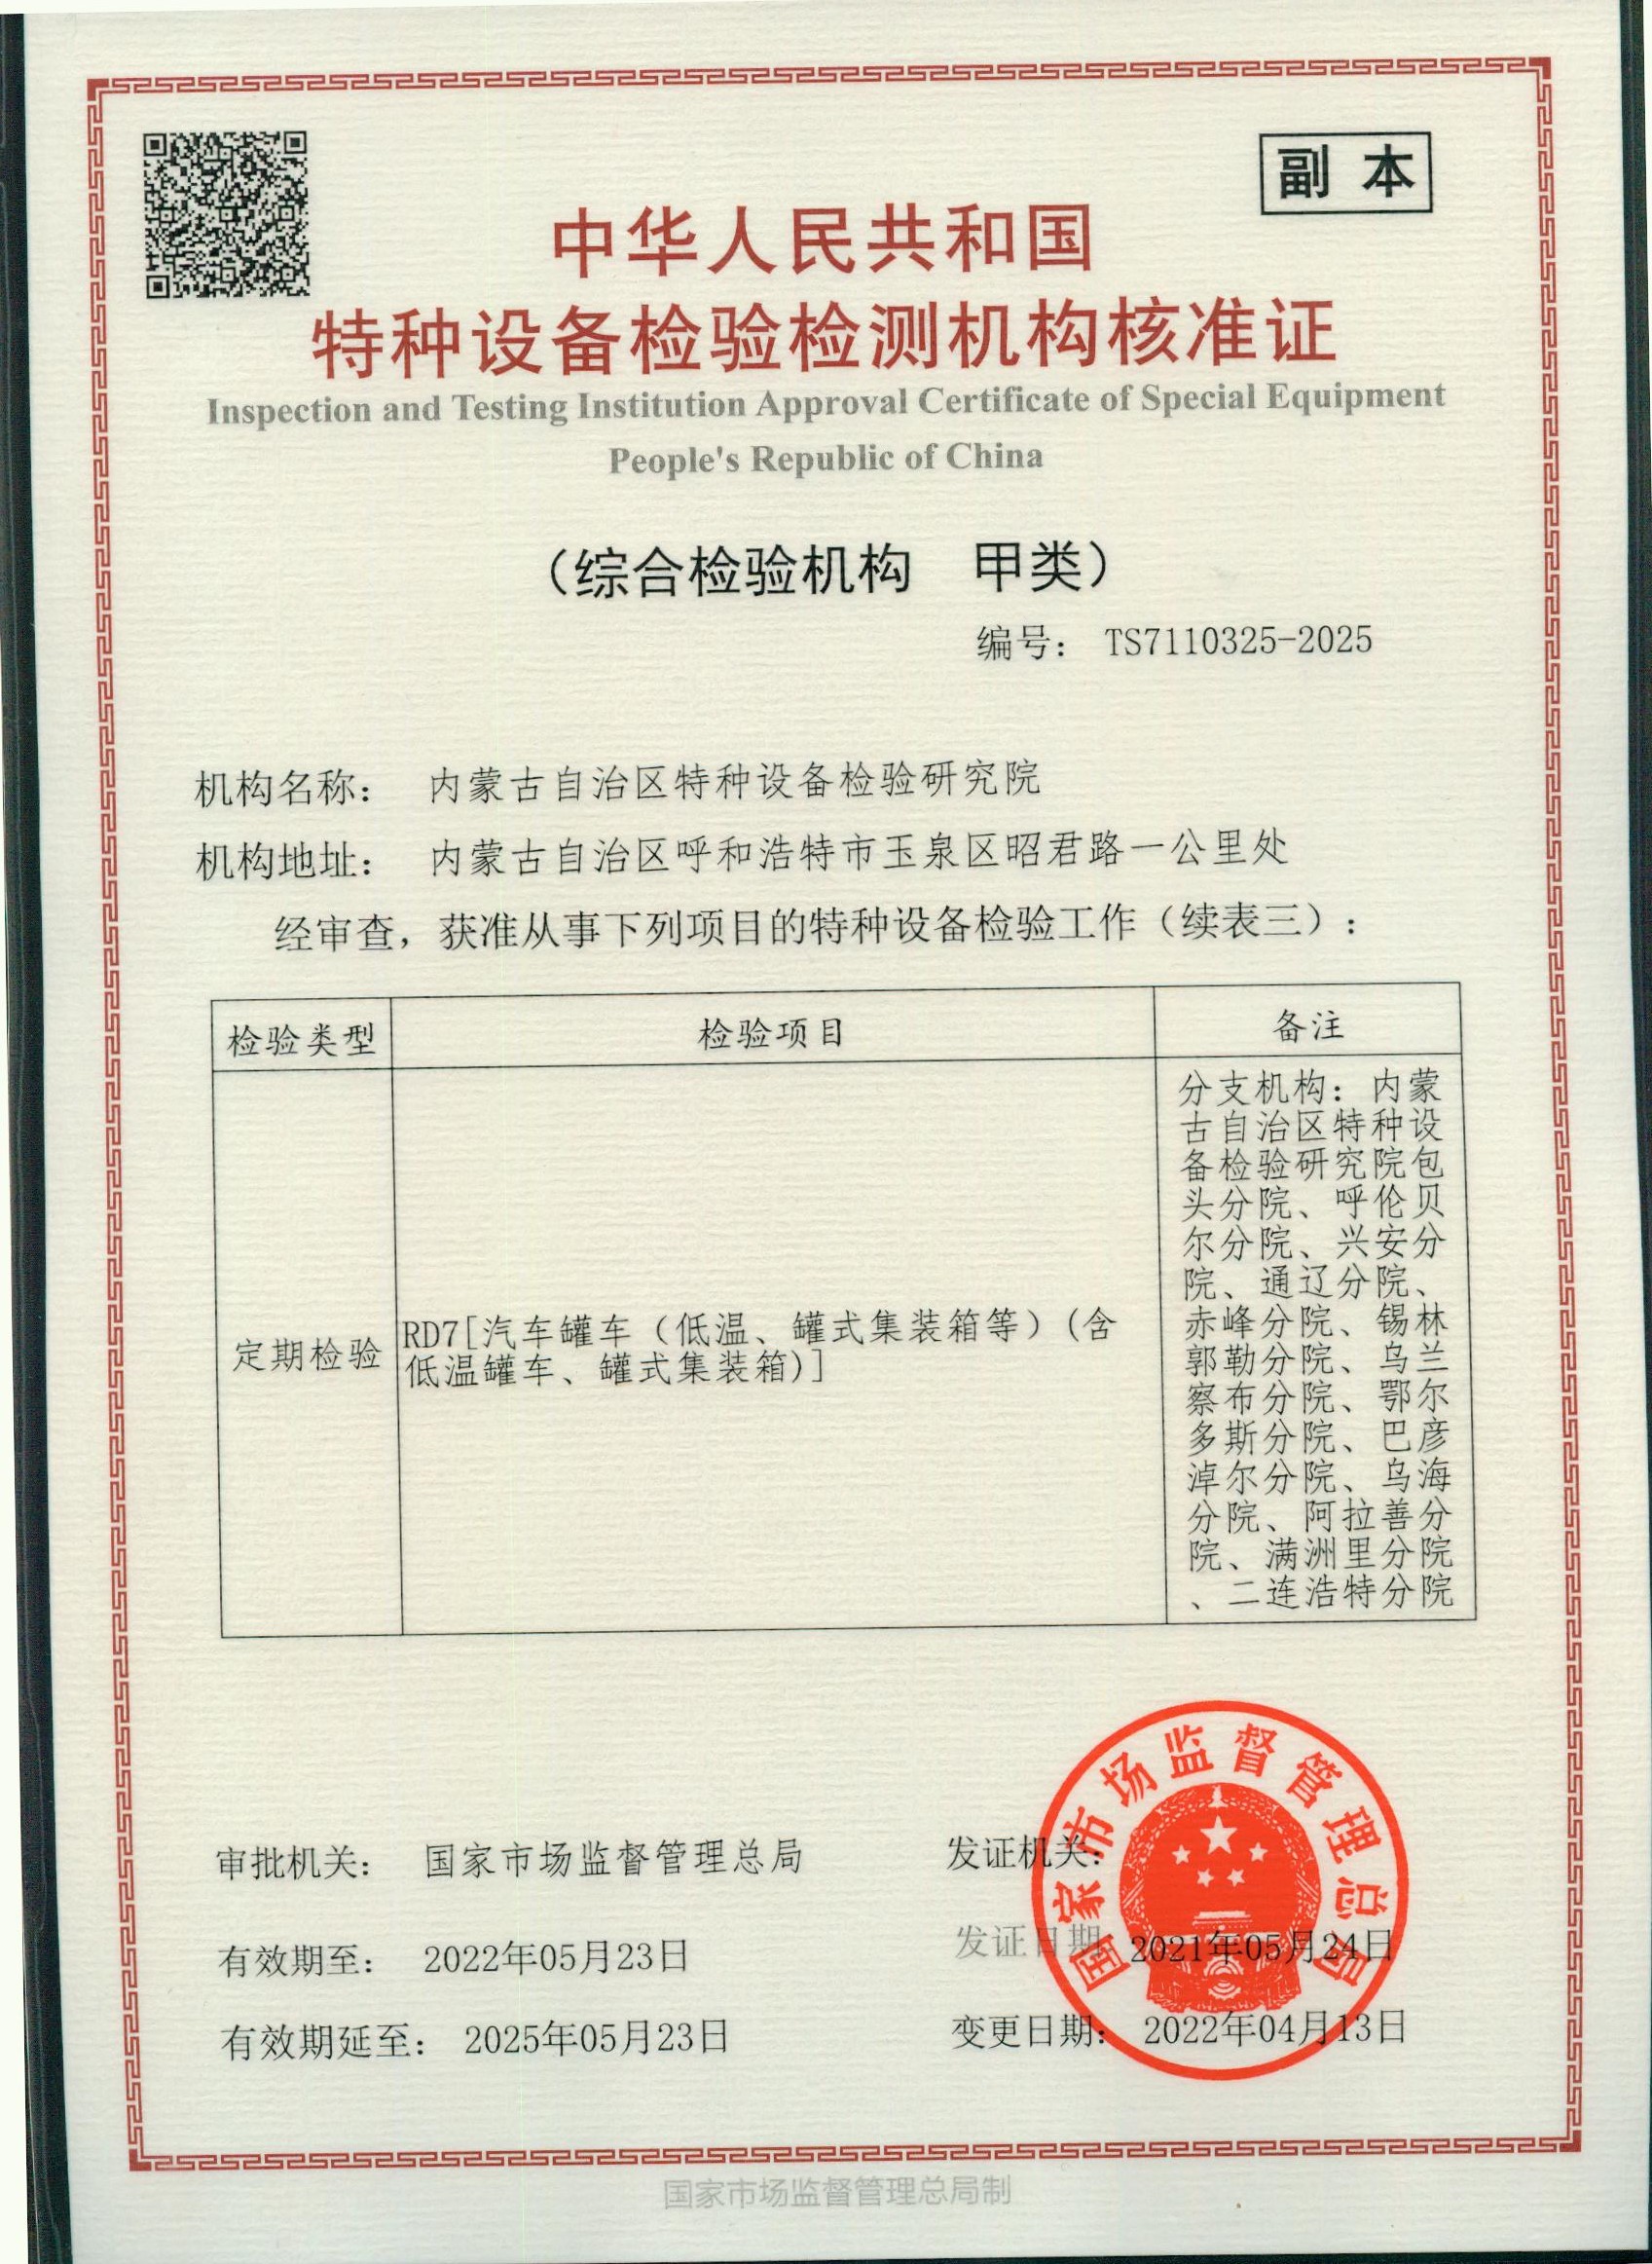 副 本
中华人民共和国
特种设备检验检测机构核准证
Inspection and Testing Institution Approval Certificate of Special Equipment
People's Republic of China
（综合检验机构　甲类）
编号： TS7110325-2025
机构名称： 内蒙古自治区特种设备检验研究院
机构地址： 内蒙古自治区呼和浩特市玉泉区昭君路一公里处
经审查，获准从事下列项目的特种设备检验工作（续表三）：
检验类型 检验项目 备注
定期检验
RD7[汽车罐车（低温、罐式集装箱等）(含
低温罐车、罐式集装箱)]
分支机构：内蒙
古自治区特种设
备检验研究院包
头分院、呼伦贝
尔分院、兴安分
院、通辽分院、
赤峰分院、锡林
郭勒分院、乌兰
察布分院、鄂尔
多斯分院、巴彦
淖尔分院、乌海
分院、阿拉善分
院、满洲里分院
、二连浩特分院
审批机关： 国家市场监督管理总局
发证机关：
国家市场监督管理总局
有效期至： 2022年05月23日
发证日期 2021年05月24日
有效期延至： 2025年05月23日
变更日期： 2022年04月13日
国家市场监督管理总局制